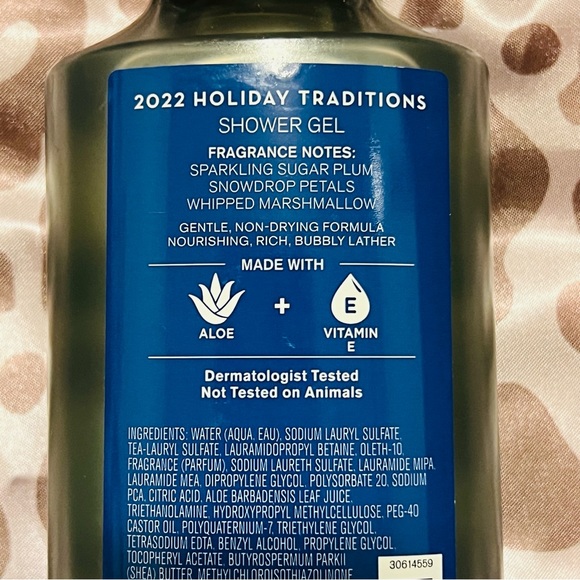 2022 HOLIDAY TRADITIONS
SHOWER GEL
FRAGRANCE NOTES:
SPARKLING SUGAR PLUM
SNOWDROP PETALS
WHIPPED MARSHMALLOW
GENTLE, NON-DRYING FORMULA
NOURISHING, RICH, BUBBLY LATHER
MADE WITH
ALOE + E VITAMIN E
Dermatologist Tested
Not Tested on Animals
INGREDIENTS: WATER (AQUA, EAU), SODIUM LAURYL SULFATE,
TEA-LAURYL SULFATE, LAURAMIDOPROPYL BETAINE, OLETH-10,
FRAGRANCE (PARFUM), SODIUM LAURETH SULFATE, LAURAMIDE MIPA,
LAURAMIDE MEA, DIPROPYLENE GLYCOL, POLYSORBATE 20, SODIUM
PCA, CITRIC ACID, ALOE BARBADENSIS LEAF JUICE,
TRIETHANOLAMINE, HYDROXYPROPYL METHYLCELLULOSE, PEG-40
CASTOR OIL, POLYQUATERNIUM-7, TRIETHYLENE GLYCOL,
TETRASODIUM EDTA, BENZYL ALCOHOL, PROPYLENE GLYCOL,
TOCOPHERYL ACETATE, BUTYROSPERMUM PARKII
(SHEA) BUTTER, METHYLCHLOROISOTHIAZOLINONE
30614559